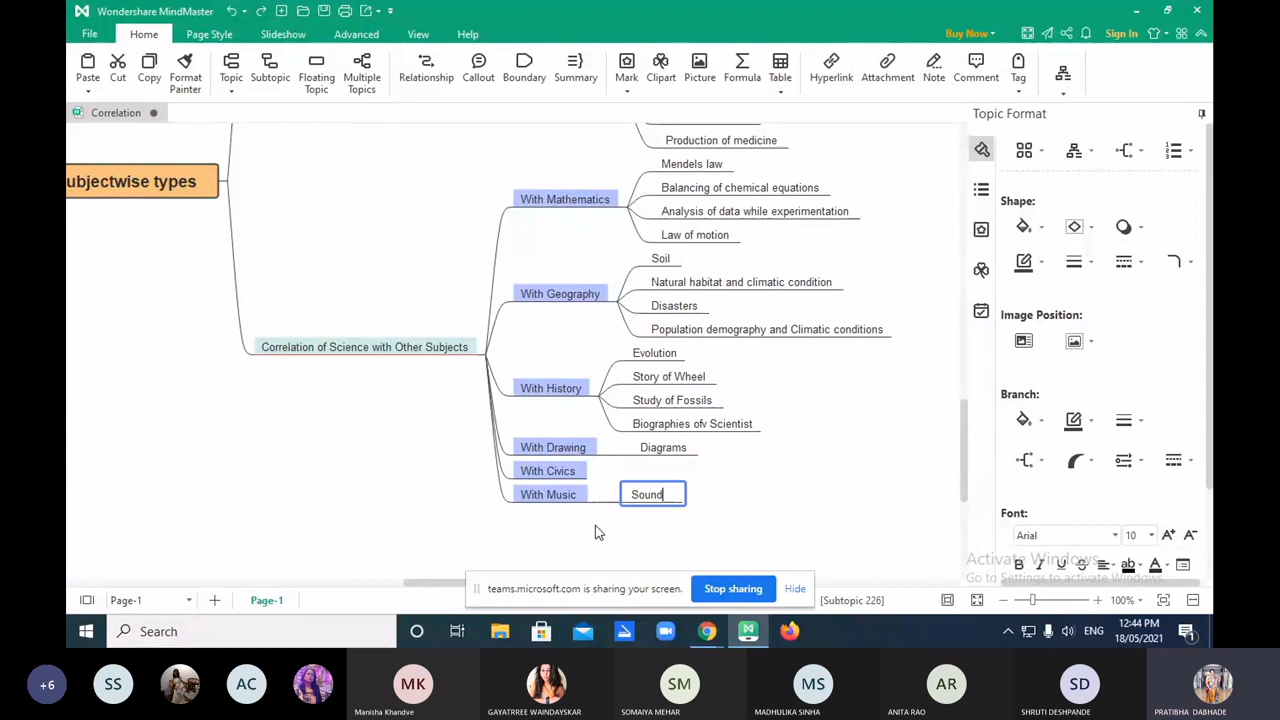 Wondershare MindMaster
File Home Page Style Slideshow Advanced View Help Buy Now Sign In
Paste Cut Copy Format Painter Topic Subtopic Floating Topic Multiple Topics Relationship Callout Boundary Summary Mark Clipart Picture Formula Table Hyperlink Attachment Note Comment Tag
Correlation
Topic Format
Production of medicine
ubjectwise types
With Mathematics
Mendels law
Balancing of chemical equations
Analysis of data while experimentation
Law of motion
With Geography
Soil
Natural habitat and climatic condition
Disasters
Population demography and Climatic conditions
Correlation of Science with Other Subjects
With History
Evolution
Story of Wheel
Study of Fossils
Biographies ofv Scientist
With Drawing
Diagrams
With Civics
With Music
Sound
Shape:
Image Position:
Branch:
Font:
Arial 10
Activate Windows
Go to Settings to activate Windows.
teams.microsoft.com is sharing your screen. Stop sharing Hide
Page-1 Page-1 [Subtopic 226] 100%
Search ENG 12:44 PM
18/05/2021 1
+6 SS AC MK SM MS AR SD
Manisha Khandve GAYATRREE WAINDAYSKAR SOMAIYA MEHAR MADHULIKA SINHA ANITA RAO SHRUTI DESHPANDE PRATIBHA DABHADE